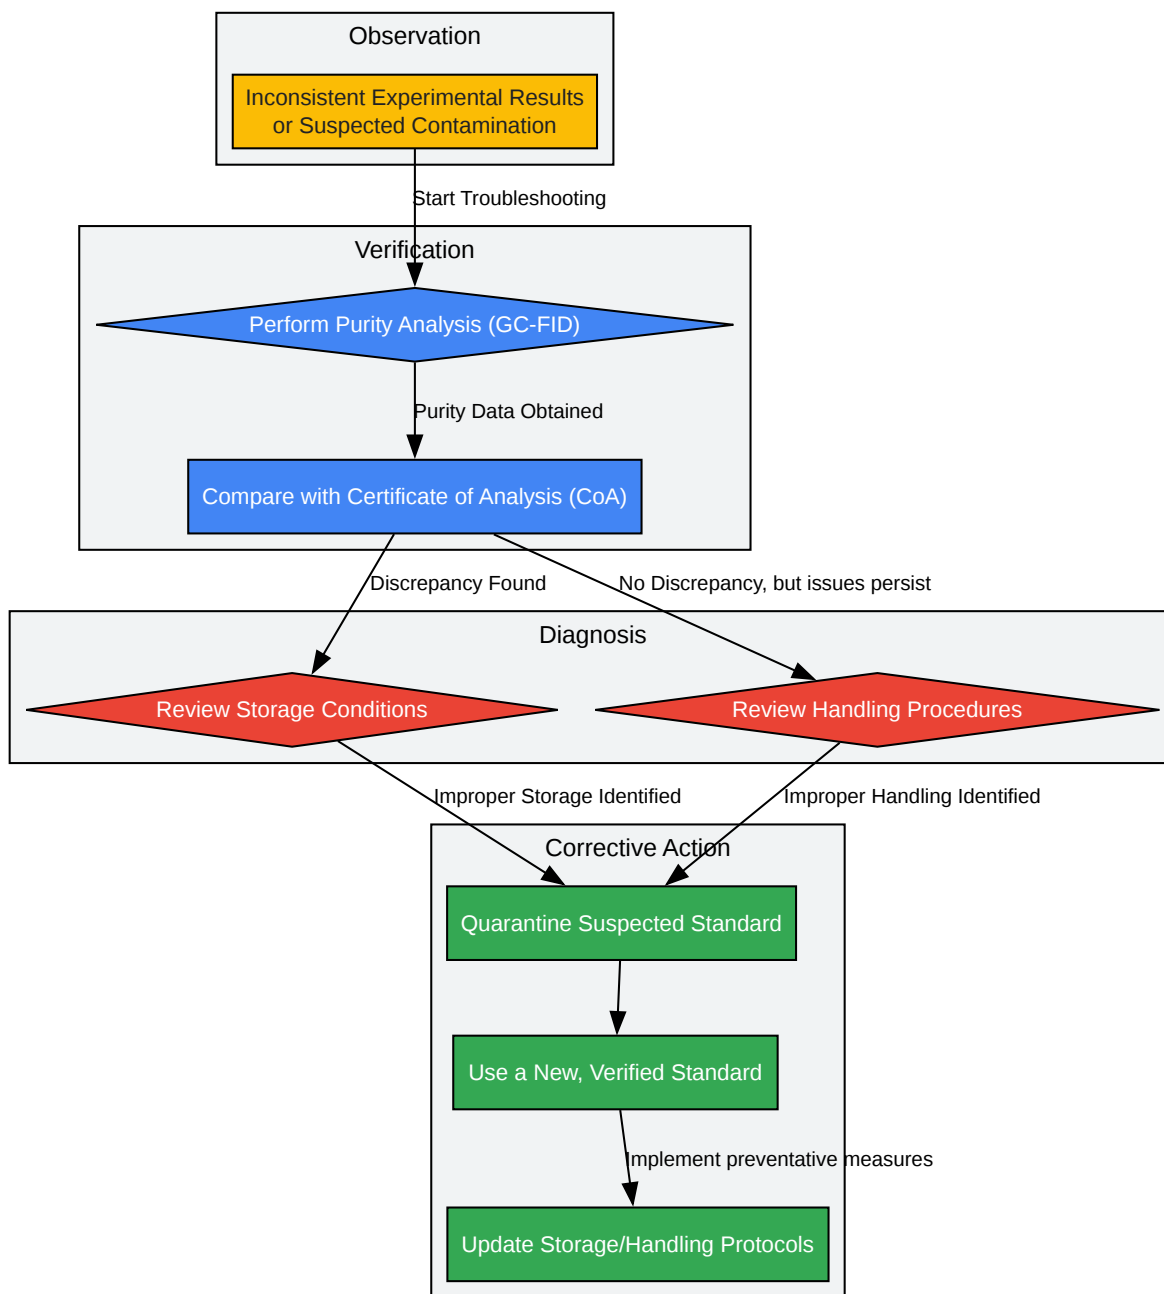 Observation
Inconsistent Experimental Results
or Suspected Contamination
Start Troubleshooting
Verification
Perform Purity Analysis (GC-FID)
Purity Data Obtained
Compare with Certificate of Analysis (CoA)
Discrepancy Found
No Discrepancy, but issues persist
Diagnosis
Review Storage Conditions
Review Handling Procedures
Improper Storage Identified
Improper Handling Identified
Corrective Action
Quarantine Suspected Standard
Use a New, Verified Standard
Implement preventative measures
Update Storage/Handling Protocols